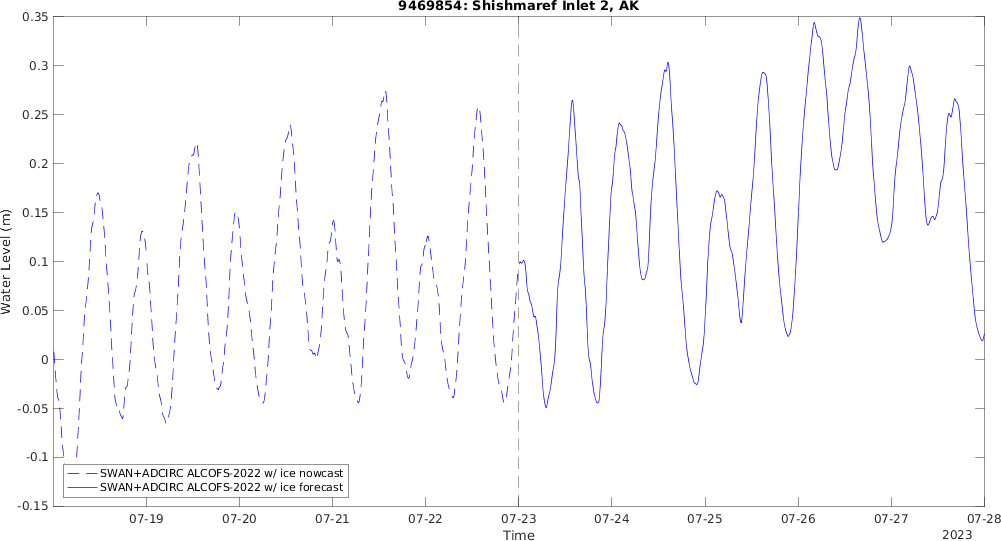 9469854: Shishmaref Inlet 2, AK
0.35
0.3
0.25
0.2
0.15
0.1
0.05
0
-0.05
-0.1
-0.15
Water Level (m)
SWAN+ADCIRC ALCOFS-2022 w/ ice nowcast
SWAN+ADCIRC ALCOFS-2022 w/ ice forecast
07-19 07-20 07-21 07-22 07-23 07-24 07-25 07-26 07-27 07-28
Time
2023